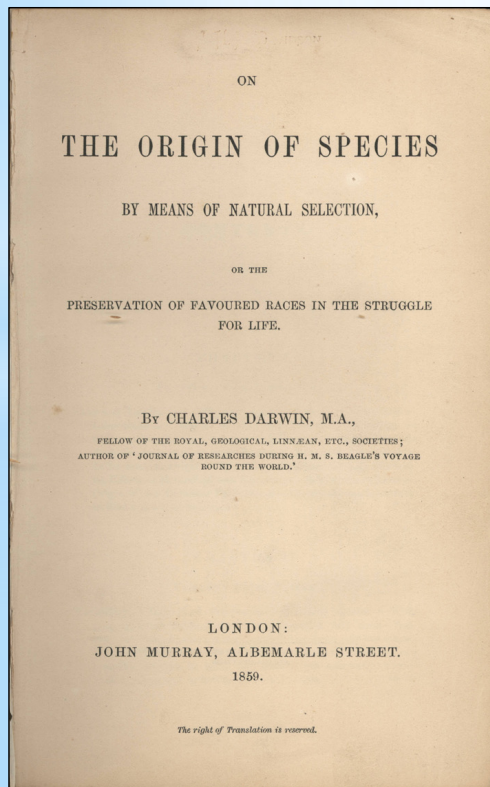 ON
THE ORIGIN OF SPECIES
BY MEANS OF NATURAL SELECTION,
OR THE
PRESERVATION OF FAVOURED RACES IN THE STRUGGLE
FOR LIFE.
BY CHARLES DARWIN, M.A.,
FELLOW OF THE ROYAL, GEOLOGICAL, LINNÆAN, ETC., SOCIETIES;
AUTHOR OF ‘JOURNAL OF RESEARCHES DURING H. M. S. BEAGLE’S VOYAGE
ROUND THE WORLD.’
LONDON:
JOHN MURRAY, ALBEMARLE STREET.
1859.
The right of Translation is reserved.